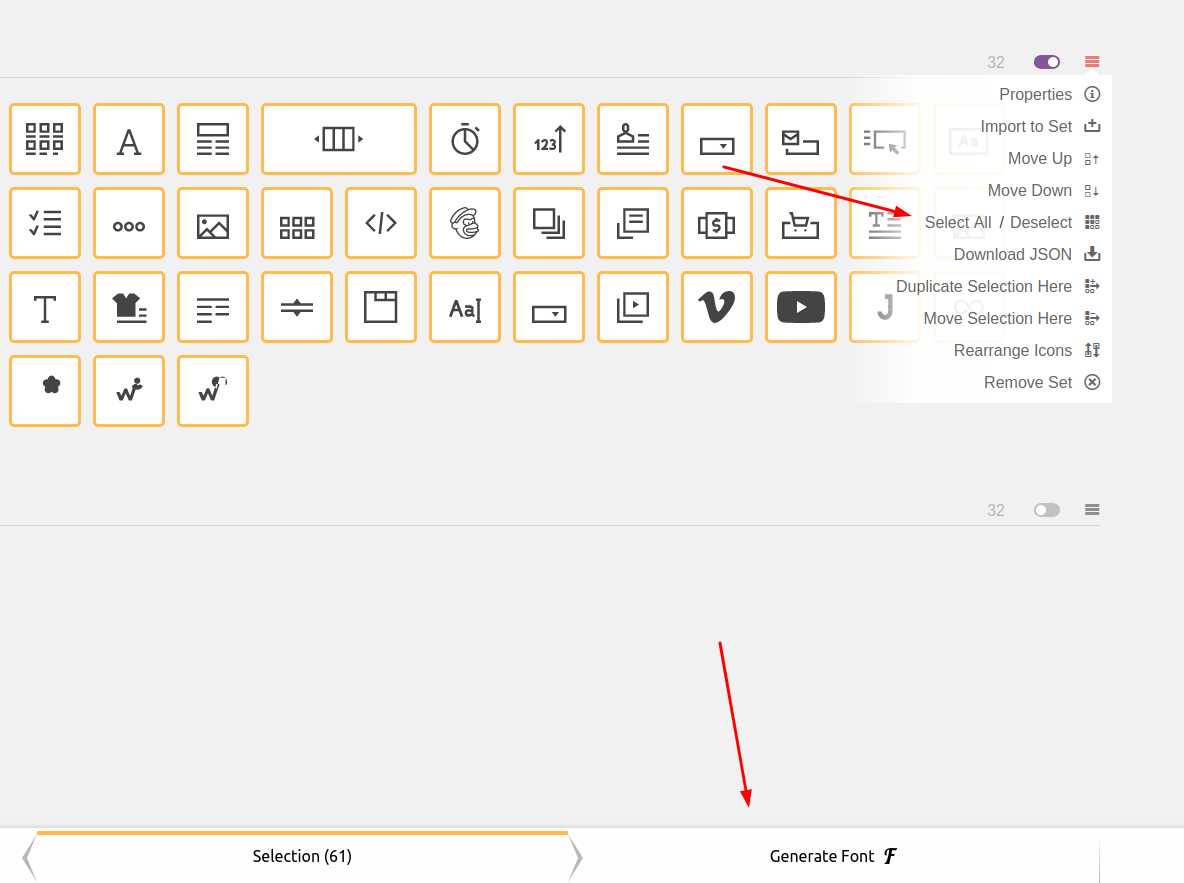 32
Properties
Import to Set
Move Up
Move Down
Select All / Deselect
Download JSON
Duplicate Selection Here
Move Selection Here
Rearrange Icons
Remove Set
A
123
Aa
T
$
T
Aa
J
32
Selection (61)
Generate Font F